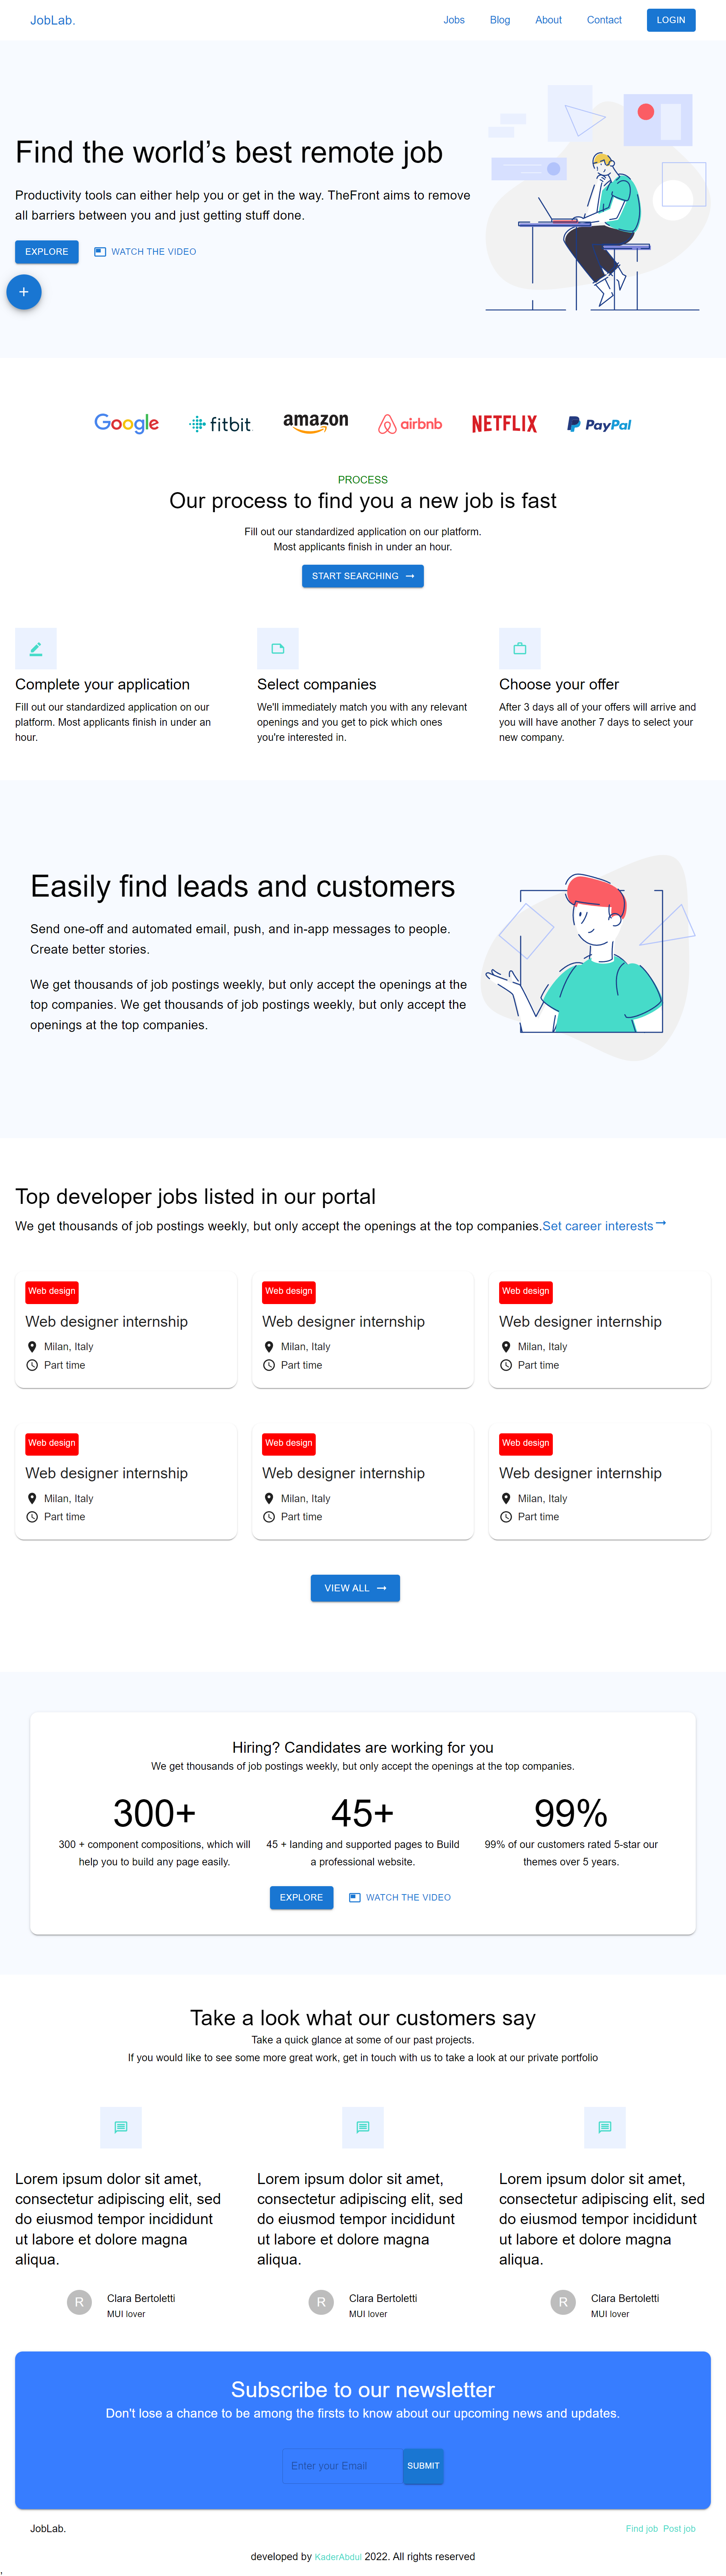 JobLab.
Jobs Blog About Contact LOGIN
Find the world’s best remote job
Productivity tools can either help you or get in the way. TheFront aims to remove
all barriers between you and just getting stuff done.
EXPLORE WATCH THE VIDEO
+
Google fitbit amazon airbnb NETFLIX PayPal
PROCESS
Our process to find you a new job is fast
Fill out our standardized application on our platform.
Most applicants finish in under an hour.
START SEARCHING →
Complete your application
Fill out our standardized application on our
platform. Most applicants finish in under an
hour.
Select companies
We'll immediately match you with any relevant
openings and you get to pick which ones
you're interested in.
Choose your offer
After 3 days all of your offers will arrive and
you will have another 7 days to select your
new company.
Easily find leads and customers
Send one-off and automated email, push, and in-app messages to people.
Create better stories.
We get thousands of job postings weekly, but only accept the openings at the
top companies. We get thousands of job postings weekly, but only accept the
openings at the top companies.
Top developer jobs listed in our portal
We get thousands of job postings weekly, but only accept the openings at the top companies.Set career interests →
Web design
Web designer internship
Milan, Italy
Part time
Web design
Web designer internship
Milan, Italy
Part time
Web design
Web designer internship
Milan, Italy
Part time
Web design
Web designer internship
Milan, Italy
Part time
Web design
Web designer internship
Milan, Italy
Part time
Web design
Web designer internship
Milan, Italy
Part time
VIEW ALL →
Hiring? Candidates are working for you
We get thousands of job postings weekly, but only accept the openings at the top companies.
300+
300 + component compositions, which will
help you to build any page easily.
45+
45 + landing and supported pages to Build
a professional website.
99%
99% of our customers rated 5-star our
themes over 5 years.
EXPLORE WATCH THE VIDEO
Take a look what our customers say
Take a quick glance at some of our past projects.
If you would like to see some more great work, get in touch with us to take a look at our private portfolio
Lorem ipsum dolor sit amet,
consectetur adipiscing elit, sed
do eiusmod tempor incididunt
ut labore et dolore magna
aliqua.
R
Clara Bertoletti
MUI lover
Lorem ipsum dolor sit amet,
consectetur adipiscing elit, sed
do eiusmod tempor incididunt
ut labore et dolore magna
aliqua.
R
Clara Bertoletti
MUI lover
Lorem ipsum dolor sit amet,
consectetur adipiscing elit, sed
do eiusmod tempor incididunt
ut labore et dolore magna
aliqua.
R
Clara Bertoletti
MUI lover
Subscribe to our newsletter
Don't lose a chance to be among the firsts to know about our upcoming news and updates.
Enter your Email SUBMIT
JobLab.
Find job Post job
developed by KaderAbdul 2022. All rights reserved
,